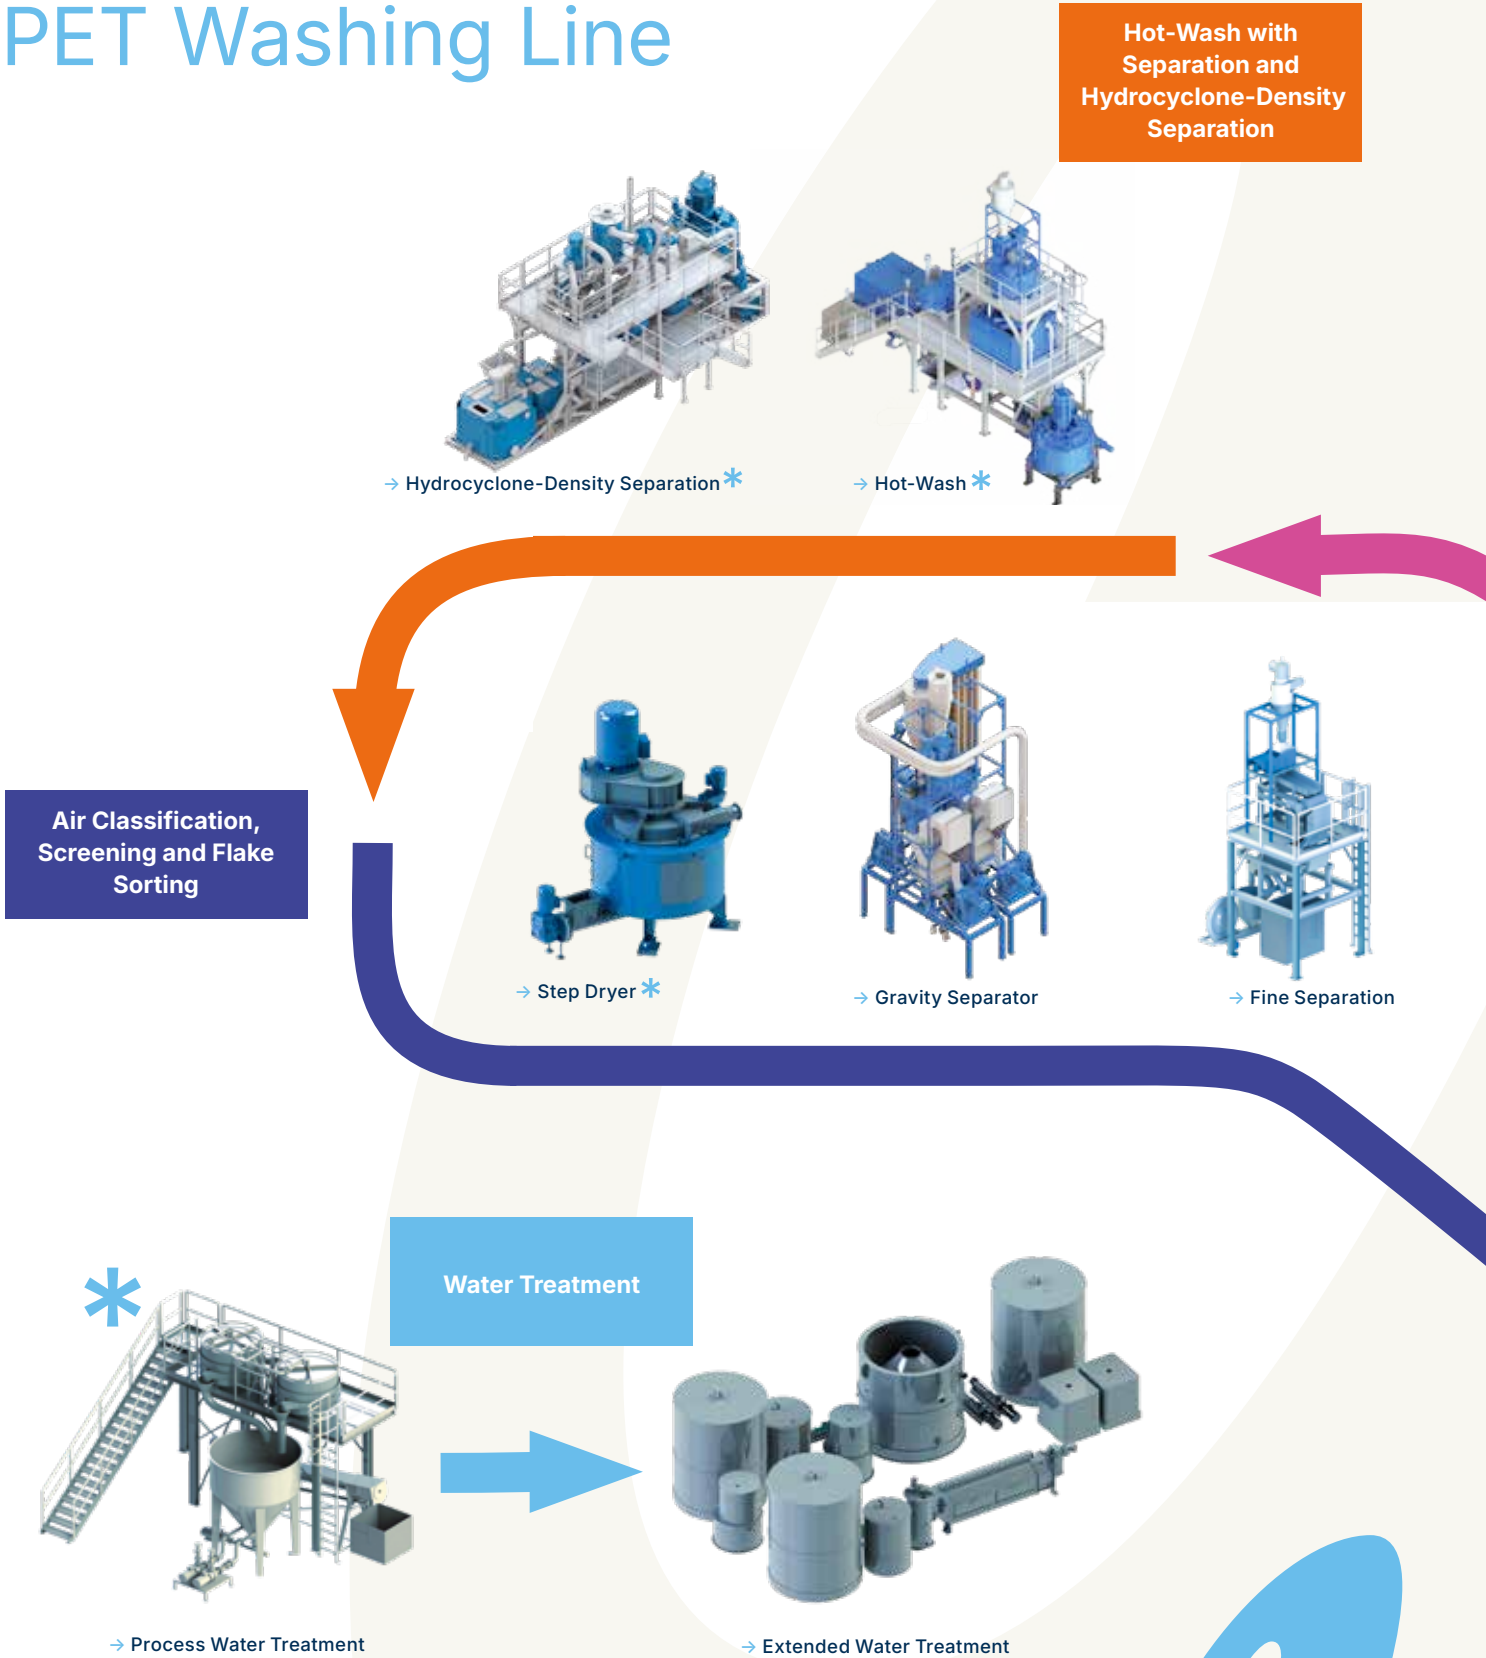 PET Washing Line
Hot-Wash with
Separation and
Hydrocyclone-Density
Separation
→ Hydrocyclone-Density Separation *
→ Hot-Wash *
Air Classification,
Screening and Flake
Sorting
→ Step Dryer *
→ Gravity Separator
→ Fine Separation
Water Treatment
*
→ Process Water Treatment
→ Extended Water Treatment